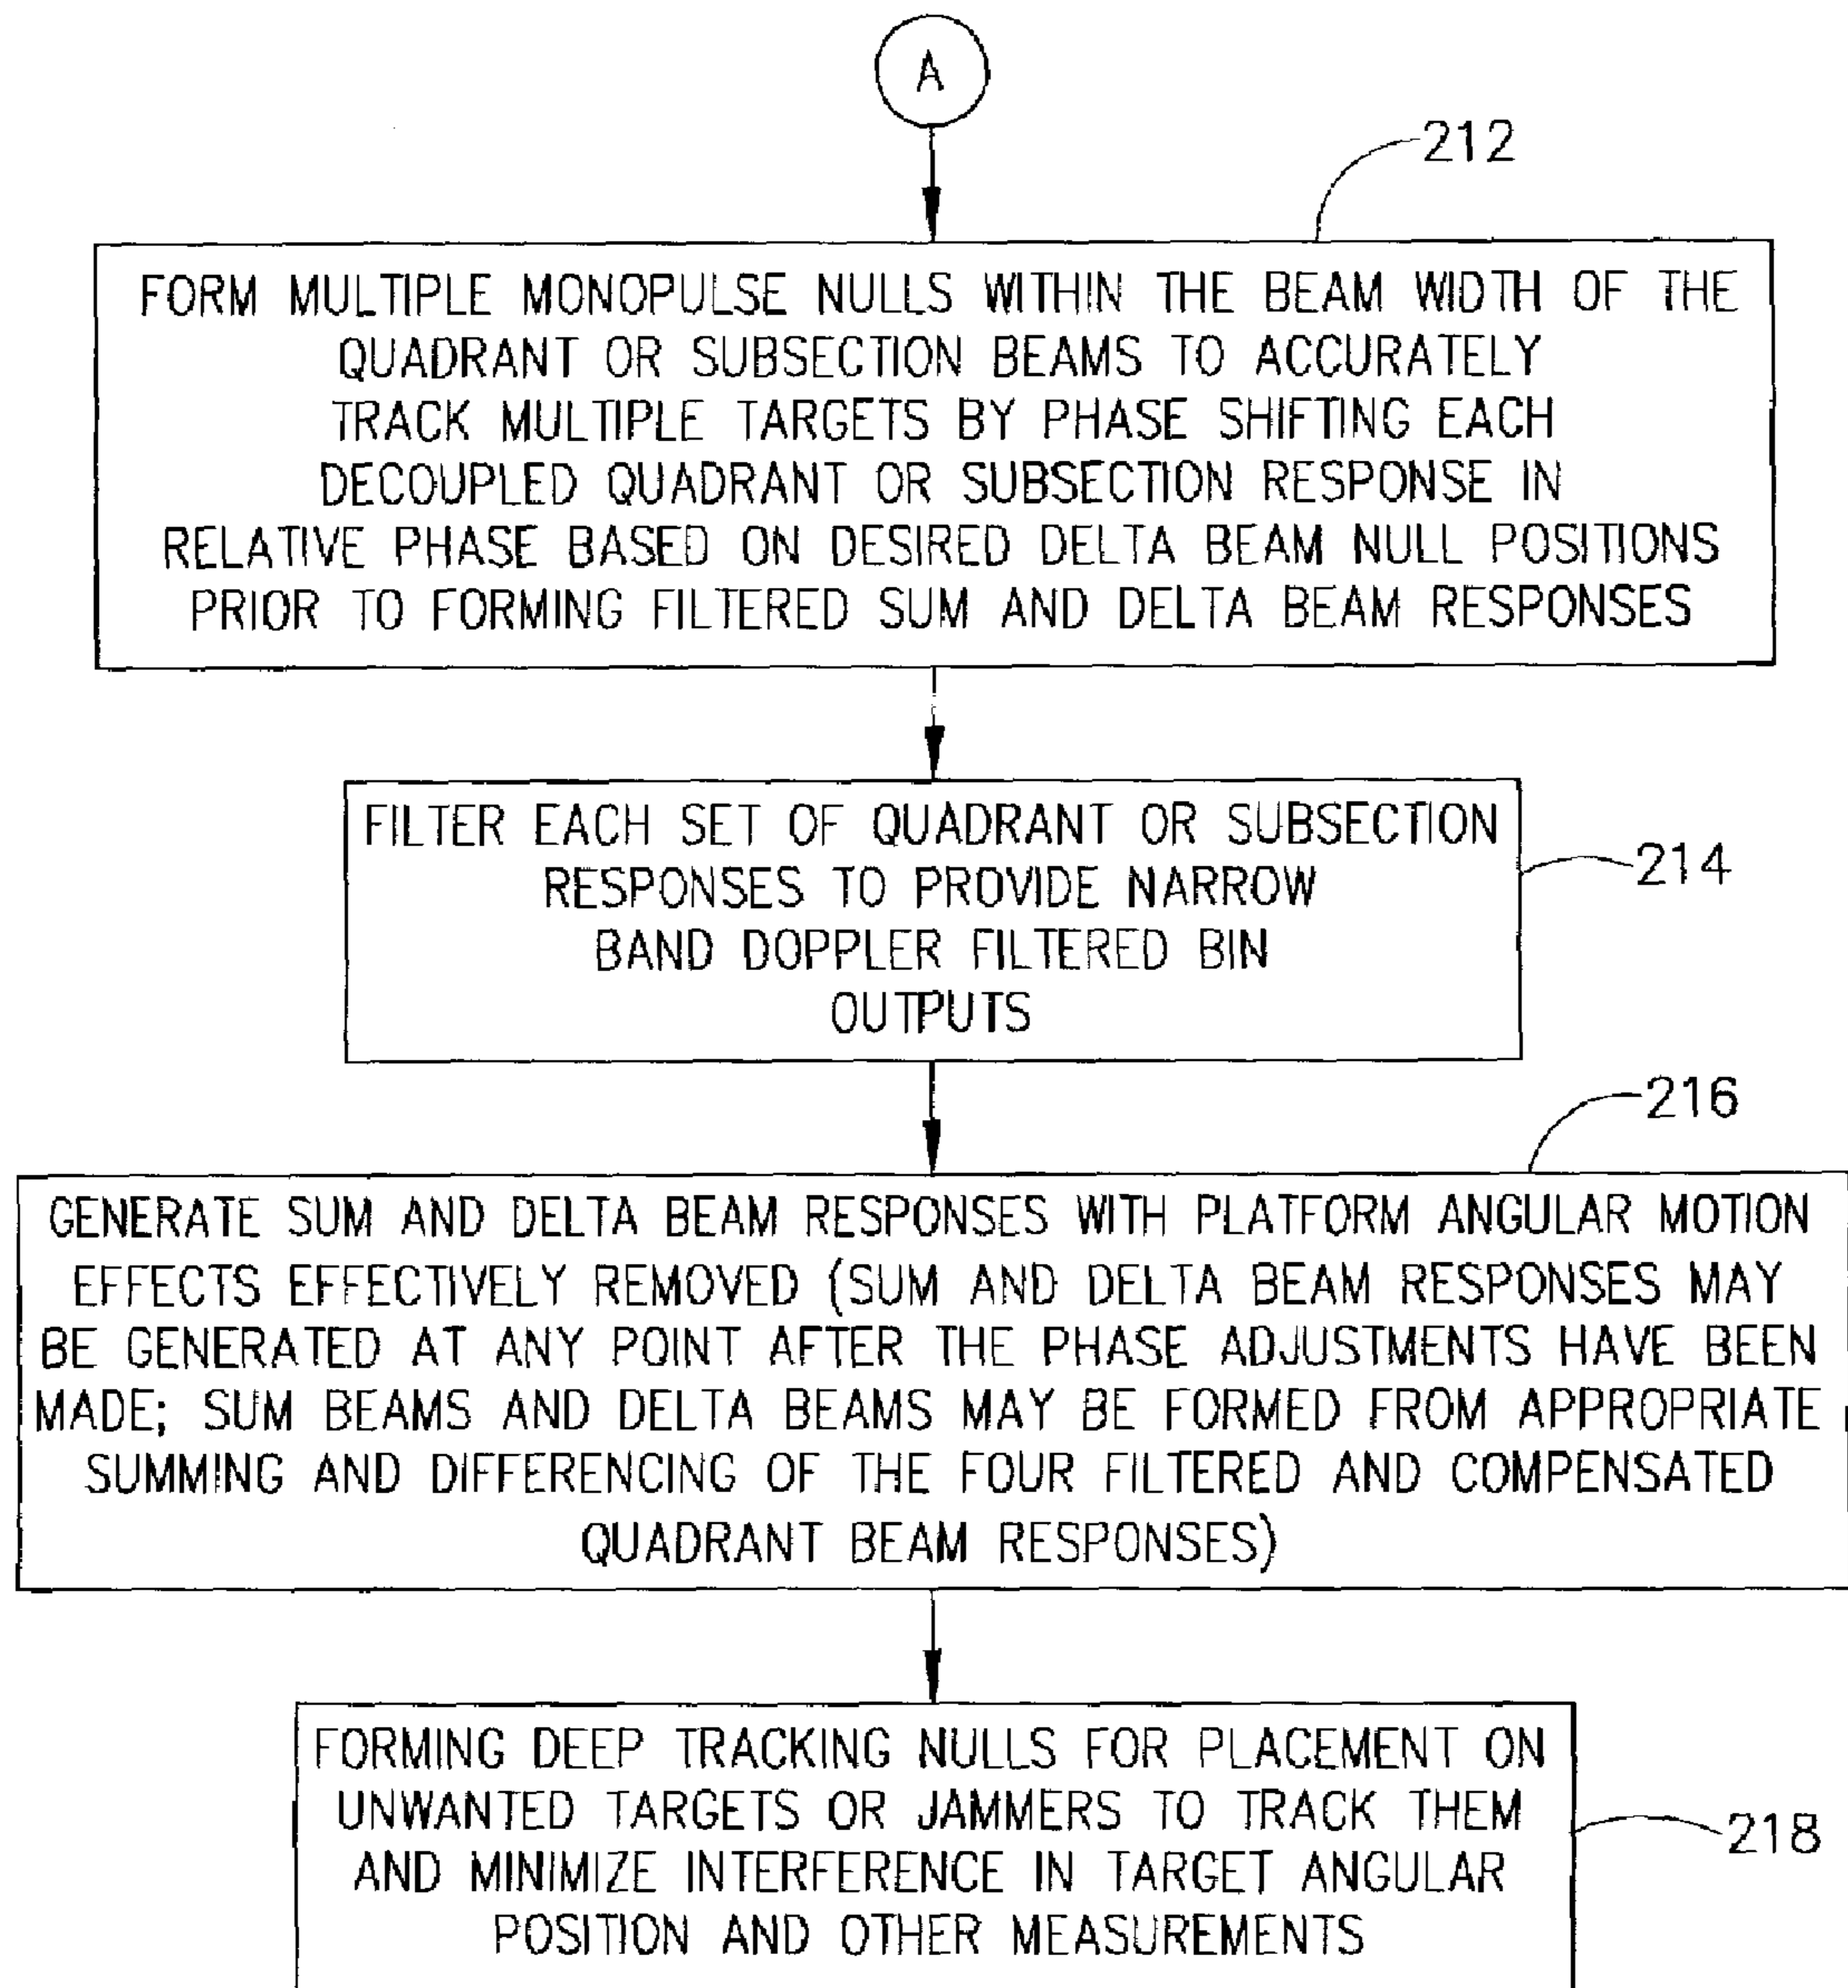 A
212
FORM MULTIPLE MONOPULSE NULLS WITHIN THE BEAM WIDTH OF THE
QUADRANT OR SUBSECTION BEAMS TO ACCURATELY
TRACK MULTIPLE TARGETS BY PHASE SHIFTING EACH
DECOUPLED QUADRANT OR SUBSECTION RESPONSE IN
RELATIVE PHASE BASED ON DESIRED DELTA BEAM NULL POSITIONS
PRIOR TO FORMING FILTERED SUM AND DELTA BEAM RESPONSES
FILTER EACH SET OF QUADRANT OR SUBSECTION
RESPONSES TO PROVIDE NARROW
BAND DOPPLER FILTERED BIN
OUTPUTS
214
216
GENERATE SUM AND DELTA BEAM RESPONSES WITH PLATFORM ANGULAR MOTION
EFFECTS EFFECTIVELY REMOVED (SUM AND DELTA BEAM RESPONSES MAY
BE GENERATED AT ANY POINT AFTER THE PHASE ADJUSTMENTS HAVE BEEN
MADE; SUM BEAMS AND DELTA BEAMS MAY BE FORMED FROM APPROPRIATE
SUMMING AND DIFFERENCING OF THE FOUR FILTERED AND COMPENSATED
QUADRANT BEAM RESPONSES)
FORMING DEEP TRACKING NULLS FOR PLACEMENT ON
UNWANTED TARGETS OR JAMMERS TO TRACK THEM
AND MINIMIZE INTERFERENCE IN TARGET ANGULAR
POSITION AND OTHER MEASUREMENTS
218